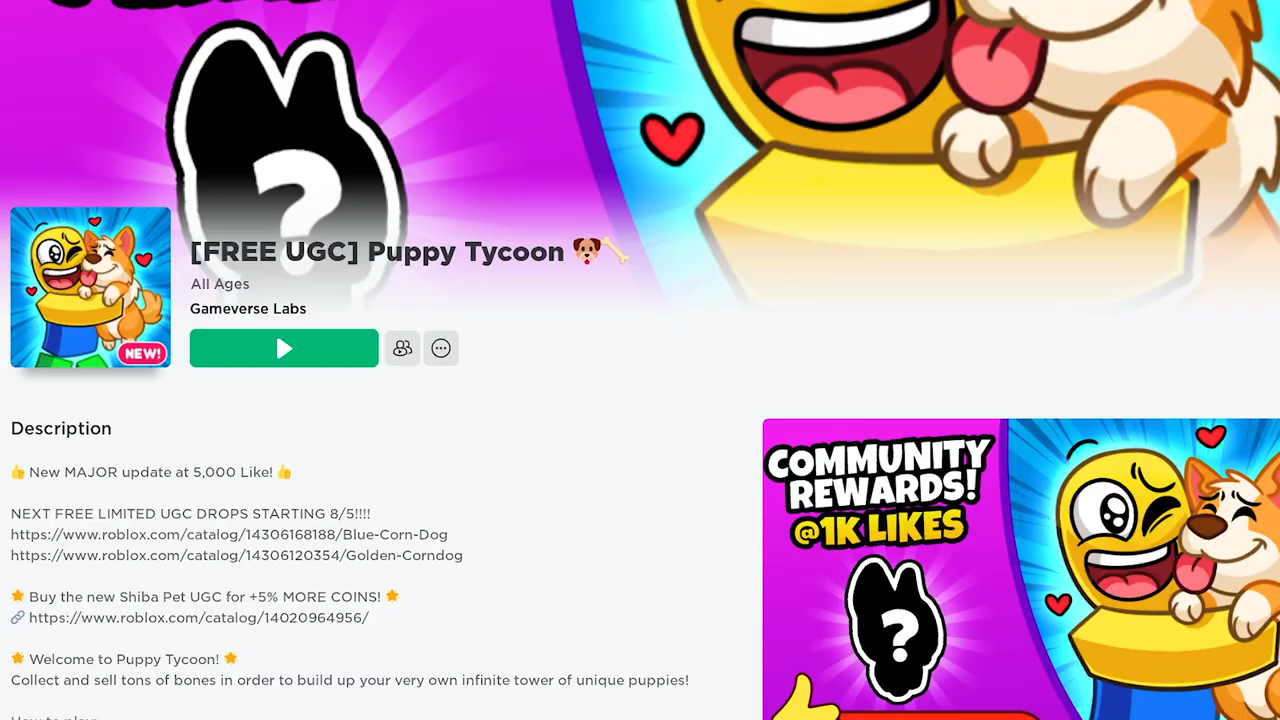 ?
[FREE UGC] Puppy Tycoon 🐶🦴
All Ages
Gameverse Labs
NEW!
Description
👍 New MAJOR update at 5,000 Like! 👍
NEXT FREE LIMITED UGC DROPS STARTING 8/5!!!!
https://www.roblox.com/catalog/14306168188/Blue-Corn-Dog
https://www.roblox.com/catalog/14306120354/Golden-Corndog
🌟 Buy the new Shiba Pet UGC for +5% MORE COINS! 🌟
🔗 https://www.roblox.com/catalog/14020964956/
🌟 Welcome to Puppy Tycoon! 🌟
Collect and sell tons of bones in order to build up your very own infinite tower of unique puppies!
How to play:
COMMUNITY
REWARDS!
@1K LIKES
?